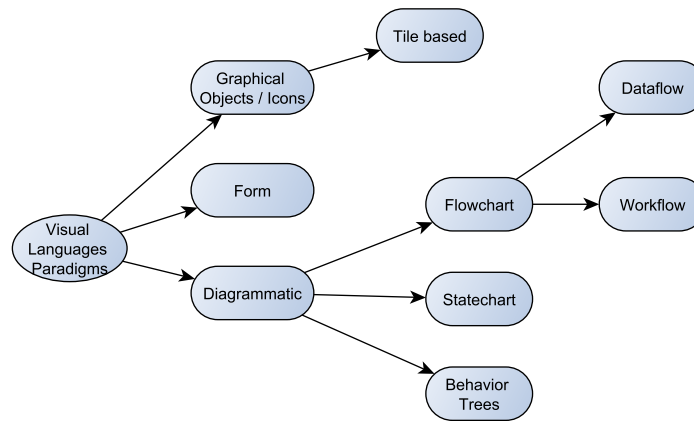 Tile based
Graphical
Objects / Icons
Dataflow
Form
Flowchart
Workflow
Visual
Languages
Paradigms
Diagrammatic
Statechart
Behavior
Trees